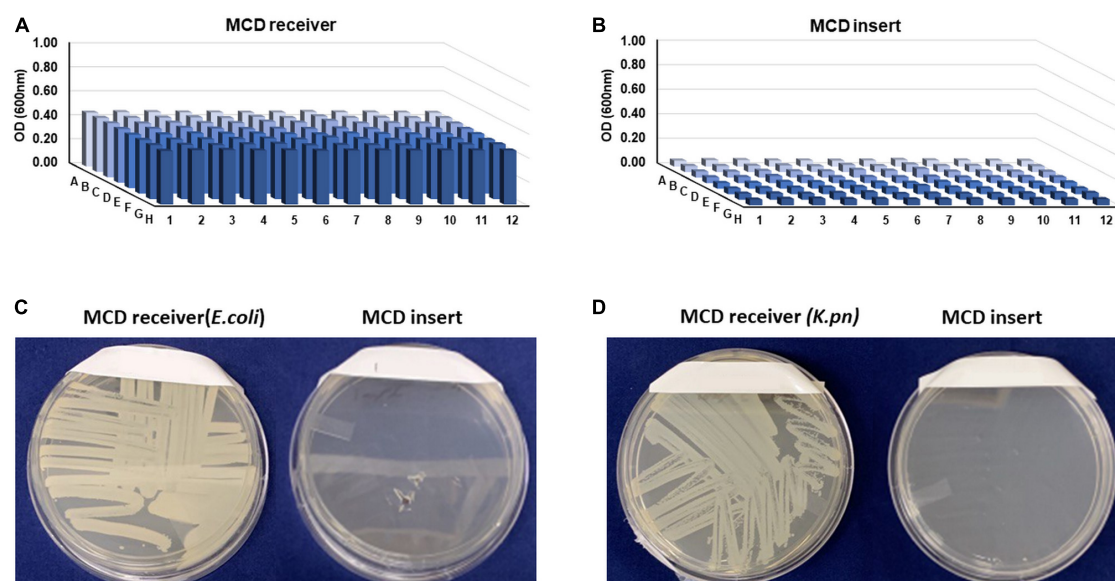 A
MCD receiver
1.00
0.80
0.60
0.40
0.20
0.00
OD (600nm)
A
B
C
D
E
F
G
H
1 2 3 4 5 6 7 8 9 10 11 12
B
MCD insert
1.00
0.80
0.60
0.40
0.20
0.00
OD (600nm)
A
B
C
D
E
F
G
H
1 2 3 4 5 6 7 8 9 10 11 12
C
MCD receiver(E.coli)
MCD insert
D
MCD receiver (K.pn)
MCD insert